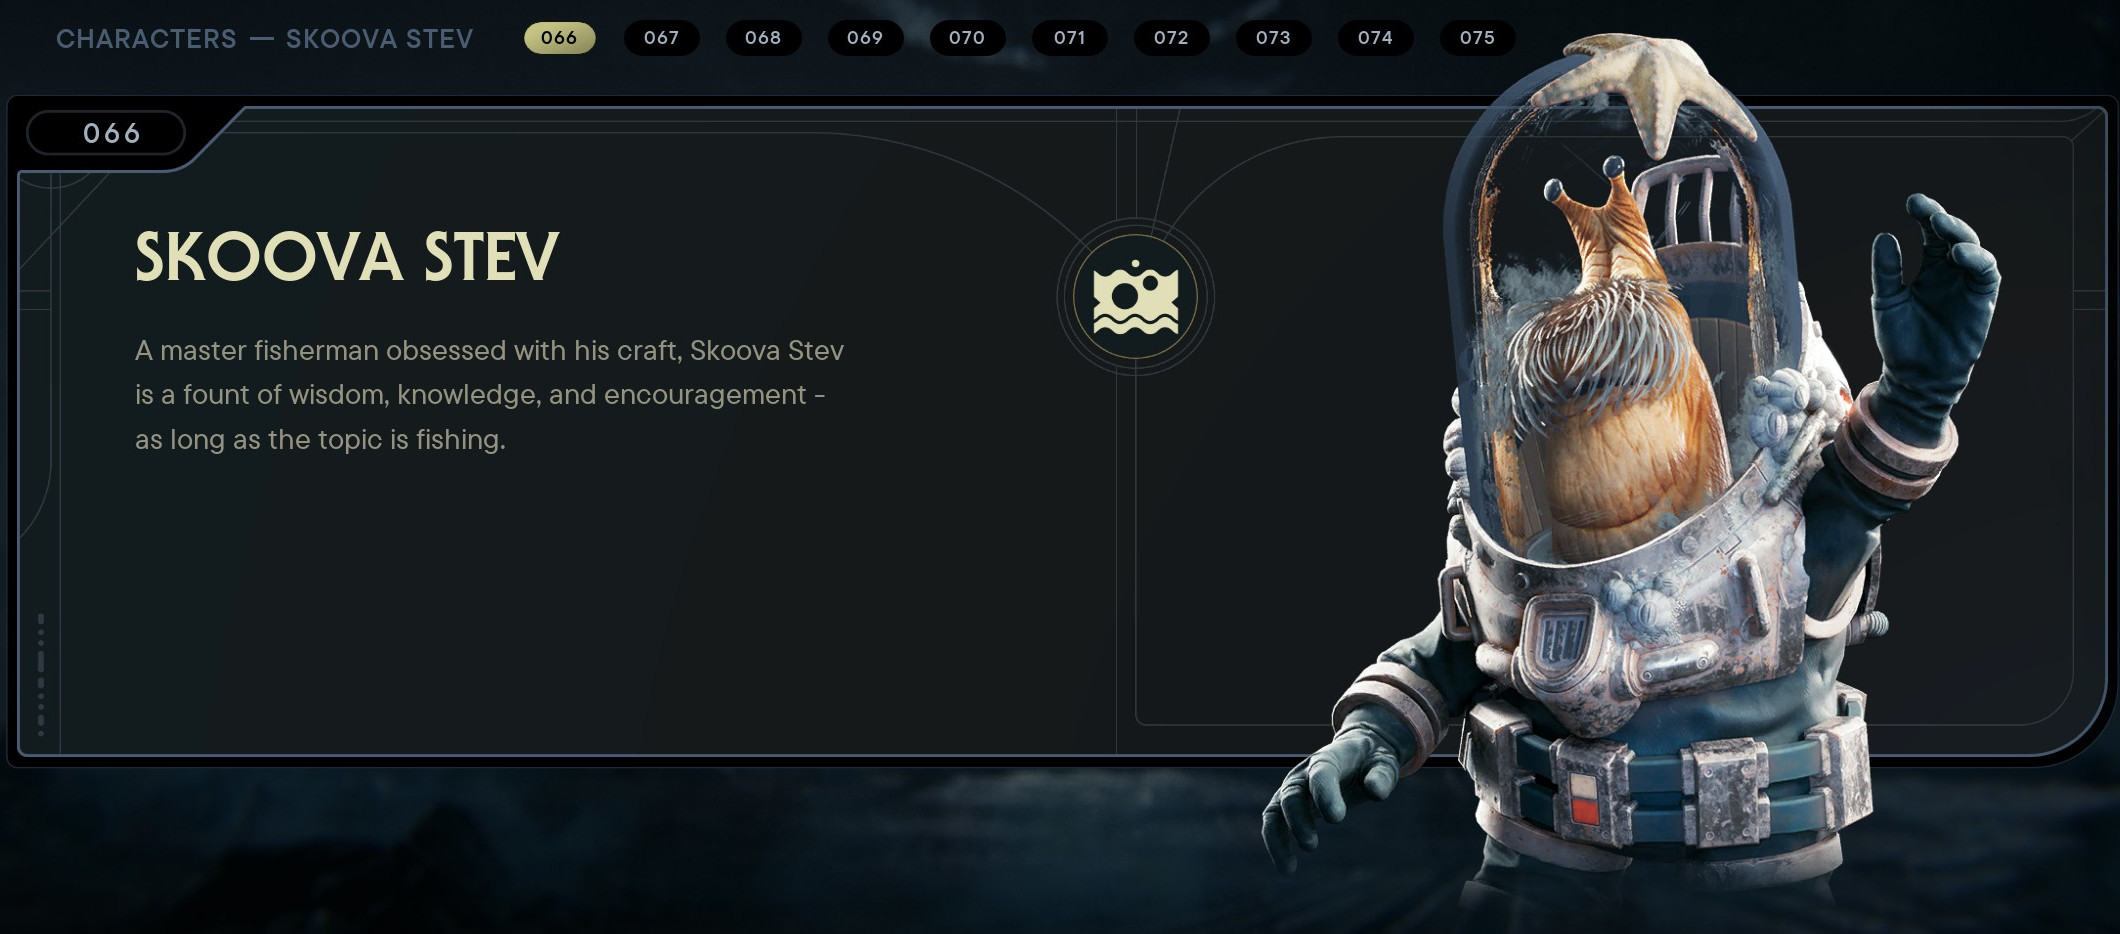 CHARACTERS — SKOOVA STEV
066
067
068
069
070
071
072
073
074
075
066
SKOOVA STEV
A master fisherman obsessed with his craft, Skoova Stev
is a fount of wisdom, knowledge, and encouragement -
as long as the topic is fishing.